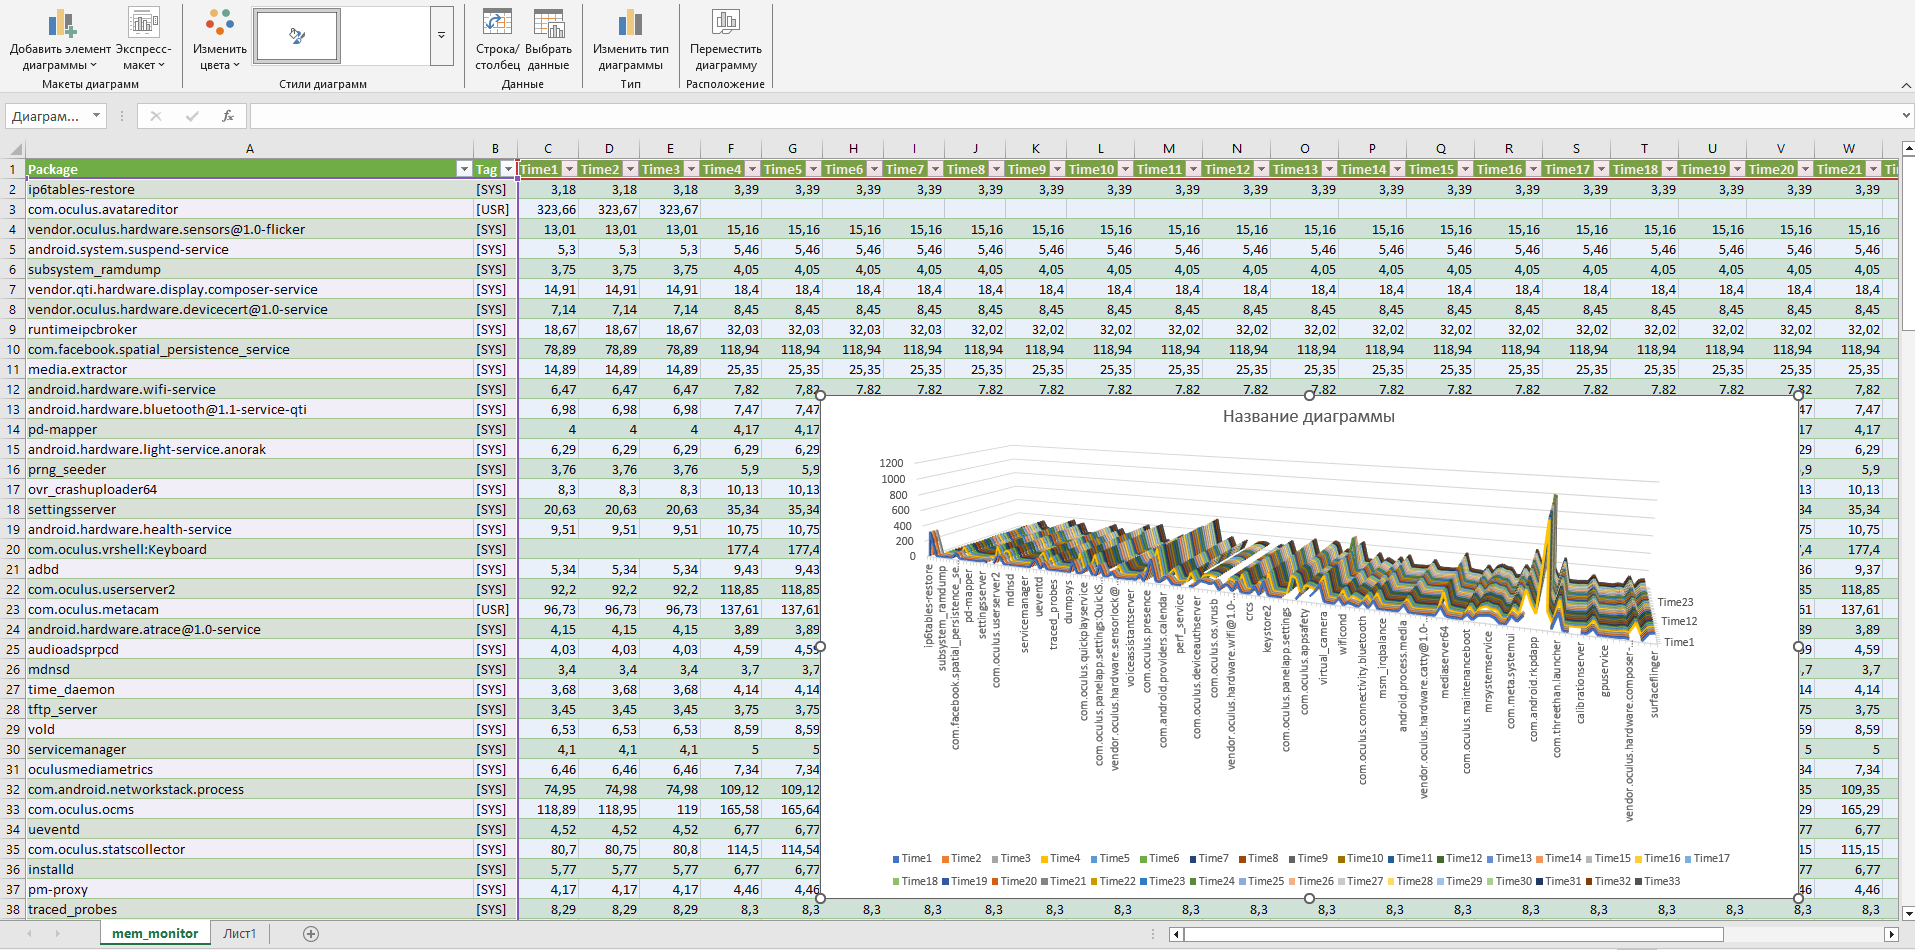 Добавить элемент диаграммы
Экспресс-макет
Изменить цвета
Строка/столбец
Выбрать данные
Изменить тип диаграммы
Переместить диаграмму
Макеты диаграмм
Стили диаграмм
Данные
Тип
Расположение
Диаграм...
fx
A B C D E F G H I J K L M N O P Q R S T U V W
1 Package Tag Time1 Time2 Time3 Time4 Time5 Time6 Time7 Time8 Time9 Time10 Time11 Time12 Time13 Time14 Time15 Time16 Time17 Time18 Time19 Time20 Time21
2 ip6tables-restore [SYS] 3,18 3,18 3,18 3,39 3,39 3,39 3,39 3,39 3,39 3,39 3,39 3,39 3,39 3,39 3,39 3,39 3,39 3,39 3,39 3,39 3,39
3 com.oculus.avatareditor [USR] 323,66 323,67 323,67
4 vendor.oculus.hardware.sensors@1.0-flicker [SYS] 13,01 13,01 13,01 15,16 15,16 15,16 15,16 15,16 15,16 15,16 15,16 15,16 15,16 15,16 15,16 15,16 15,16 15,16 15,16 15,16 15,16
5 android.system.suspend-service [SYS] 5,3 5,3 5,3 5,46 5,46 5,46 5,46 5,46 5,46 5,46 5,46 5,46 5,46 5,46 5,46 5,46 5,46 5,46 5,46 5,46 5,46
6 subsystem_ramdump [SYS] 3,75 3,75 3,75 4,05 4,05 4,05 4,05 4,05 4,05 4,05 4,05 4,05 4,05 4,05 4,05 4,05 4,05 4,05 4,05 4,05 4,05
7 vendor.qti.hardware.display.composer-service [SYS] 14,91 14,91 14,91 18,4 18,4 18,4 18,4 18,4 18,4 18,4 18,4 18,4 18,4 18,4 18,4 18,4 18,4 18,4 18,4 18,4 18,4
8 vendor.oculus.hardware.devicecert@1.0-service [SYS] 7,14 7,14 7,14 8,45 8,45 8,45 8,45 8,45 8,45 8,45 8,45 8,45 8,45 8,45 8,45 8,45 8,45 8,45 8,45 8,45 8,45
9 runtimeipcbroker [SYS] 18,67 18,67 18,67 32,03 32,03 32,03 32,03 32,02 32,02 32,02 32,02 32,02 32,02 32,02 32,02 32,02 32,02 32,02 32,02 32,02 32,02
10 com.facebook.spatial_persistence_service [SYS] 78,89 78,89 78,89 118,94 118,94 118,94 118,94 118,94 118,94 118,94 118,94 118,94 118,94 118,94 118,94 118,94 118,94 118,94 118,94 118,94 118,94
11 media.extractor [SYS] 14,89 14,89 14,89 25,35 25,35 25,35 25,35 25,35 25,35 25,35 25,35 25,35 25,35 25,35 25,35 25,35 25,35 25,35 25,35 25,35 25,35
12 android.hardware.wifi-service [SYS] 6,47 6,47 6,47 7,82 7,82 7,82 7,82 7,82 7,82 7,82 7,82 7,82 7,82 7,82 7,82 7,82 7,82 7,82 7,82 7,82 7,82
13 android.hardware.bluetooth@1.1-service-qti [SYS] 6,98 6,98 6,98 7,47 7,47 47 7,47
14 pd-mapper [SYS] 4 4 4 4,17 4,17 17 4,17
15 android.hardware.light-service.anorak [SYS] 6,29 6,29 6,29 6,29 6,29 29 6,29
16 prng_seeder [SYS] 3,76 3,76 3,76 5,9 5,9 ,9 5,9
17 ovr_crashuploader64 [SYS] 8,3 8,3 8,3 10,13 10,13 13 10,13
18 settingsserver [SYS] 20,63 20,63 20,63 35,34 35,34 34 35,34
19 android.hardware.health-service [SYS] 9,51 9,51 9,51 10,75 10,75 75 10,75
20 com.oculus.vrshell:Keyboard [SYS] 177,4 177,4 7,4 177,4
21 adbd [SYS] 5,34 5,34 5,34 9,43 9,43 36 9,37
22 com.oculus.userserver2 [SYS] 92,2 92,2 92,2 118,85 118,85 85 118,85
23 com.oculus.metacam [USR] 96,73 96,73 96,73 137,61 137,61 61 137,61
24 android.hardware.atrace@1.0-service [SYS] 4,15 4,15 4,15 3,89 3,89 89 3,89
25 audioadsprpcd [SYS] 4,03 4,03 4,03 4,59 4,59 59 4,59
26 mdnsd [SYS] 3,4 3,4 3,4 3,7 3,7 ,7 3,7
27 time_daemon [SYS] 3,68 3,68 3,68 4,14 4,14 14 4,14
28 tftp_server [SYS] 3,45 3,45 3,45 3,75 3,75 75 3,75
29 vold [SYS] 6,53 6,53 6,53 8,59 8,59 59 8,59
30 servicemanager [SYS] 4,1 4,1 4,1 5 5 5 5
31 oculusmediametrics [SYS] 6,46 6,46 6,46 7,34 7,34 34 7,34
32 com.android.networkstack.process [SYS] 74,95 74,98 74,98 109,12 109,12 35 109,35
33 com.oculus.ocms [SYS] 118,89 118,95 119 165,58 165,64 29 165,29
34 ueventd [SYS] 4,52 4,52 4,52 6,77 6,77 77 6,77
35 com.oculus.statscollector [SYS] 80,7 80,75 80,8 114,5 114,54 15 115,15
36 installd [SYS] 5,77 5,77 5,77 6,77 6,77 77 6,77
37 pm-proxy [SYS] 4,17 4,17 4,17 4,46 4,46 46 4,46
38 traced_probes [SYS] 8,29 8,29 8,29 8,3 8,3 8,3 8,3 8,3 8,3 8,3 8,3 8,3 8,3 8,3 8,3 8,3 8,3 8,3 8,3 8,3 8,3
Название диаграммы
1200
1000
800
600
400
200
0
ip6tables-restore
subsystem_ramdump
com.facebook.spatial_persistence_se...
pd-mapper
settingsserver
com.oculus.userserver2
mdnsd
servicemanager
ueventd
traced_probes
dumpsys
com.oculus.quickplayservice
com.oculus.panelapp.settings:QuickS...
vendor.oculus.hardware.sensorlock@...
voiceassistantserver
com.oculus.presence
com.android.providers.calendar
perf_service
com.oculus.deviceauthserver
com.oculus.os.vrusb
vendor.oculus.hardware.wifi@1.0-...
crcs
keystore2
com.oculus.panelapp.settings
com.oculus.appsafety
virtual_camera
wificond
com.oculus.connectivity.bluetooth
msm_irqbalance
android.process.media
vendor.oculus.hardware.catty@1.0-...
mediaserver64
com.oculus.maintenanceboot
mrsystemservice
com.meta.systemui
com.android.rkpdapp
com.threethan.launcher
calibrationserver
gpuservice
vendor.oculus.hardware.composer-...
surfaceflinger
Time23
Time12
Time1
Time1 Time2 Time3 Time4 Time5 Time6 Time7 Time8 Time9 Time10 Time11 Time12 Time13 Time14 Time15 Time16 Time17
Time18 Time19 Time20 Time21 Time22 Time23 Time24 Time25 Time26 Time27 Time28 Time29 Time30 Time31 Time32 Time33
mem_monitor Лист1